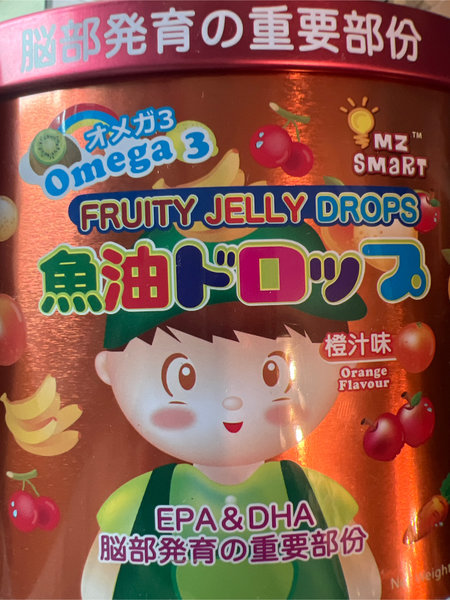 脳部発育の重要部份
オメガ3
Omega 3
MZ™
SMART
FRUITY JELLY DROPS
魚油ドロップ
橙汁味
Orange
Flavour
EPA & DHA
脳部発育の重要部份
Net Weight